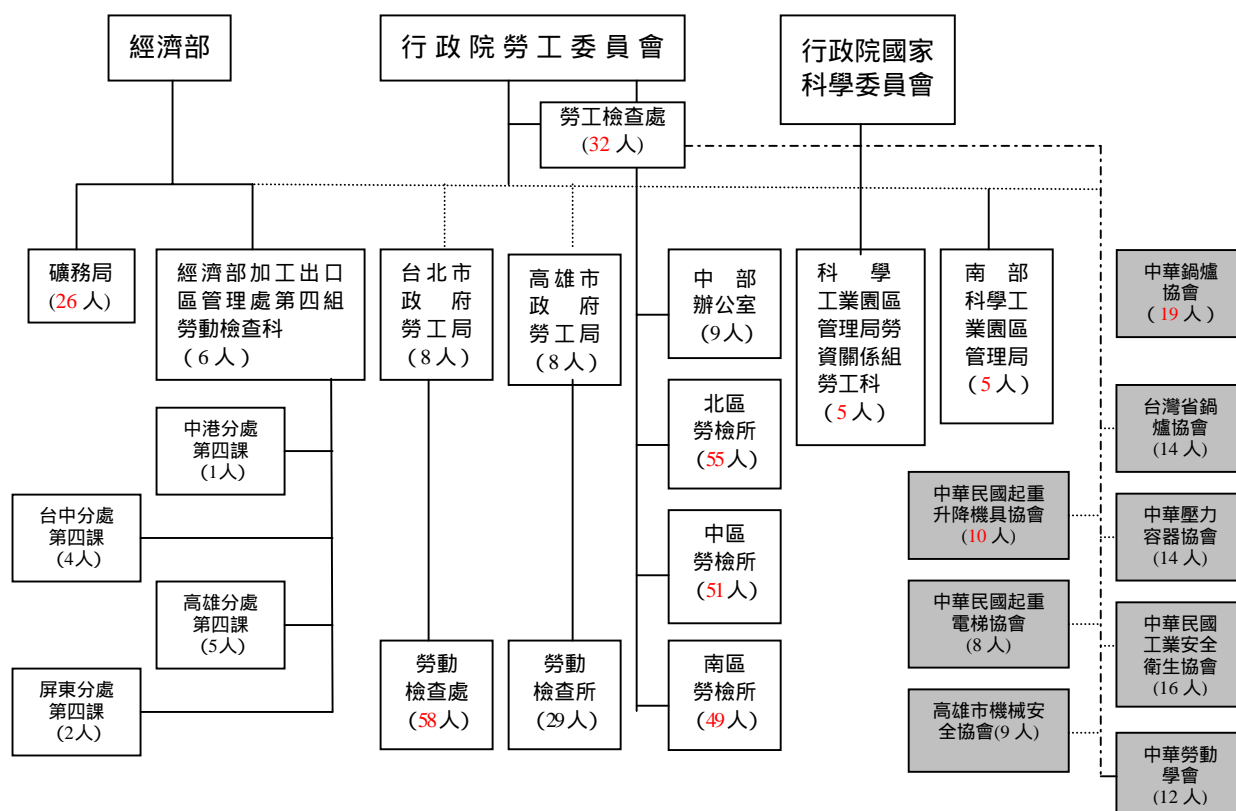 經濟部
行政院勞工委員會
行政院國家
科學委員會
勞工檢查處
(32 人)
礦務局
(26 人)
經濟部加工出口
區管理處第四組
勞動檢查科
(6人)
台北市
政府
勞工局
(8人)
高雄市
政府
勞工局
(8人)
中部
辦公室
(9人)
科學
工業園區
管理局勞
資關係組
勞工科
(5 人)
南部
科學工
業園區
管理局
(5 人)
中華鍋爐
協會
(19 人)
中港分處
第四課
(1人)
北區
勞檢所
(55人)
台灣省鍋
爐協會
(14 人)
台中分處
第四課
(4人)
中區
勞檢所
(51人)
中華民國起重
升降機具協會
(10 人)
中華壓力
容器協會
(14 人)
高雄分處
第四課
(5人)
中華民國起重
電梯協會
(8 人)
中華民國
工業安全
衛生協會
(16 人)
屏東分處
第四課
(2人)
勞動
檢查處
(58人)
勞動
檢查所
(29人)
南區
勞檢所
(49人)
高雄市機械安
全協會(9 人)
中華勞動
學會
(12 人)